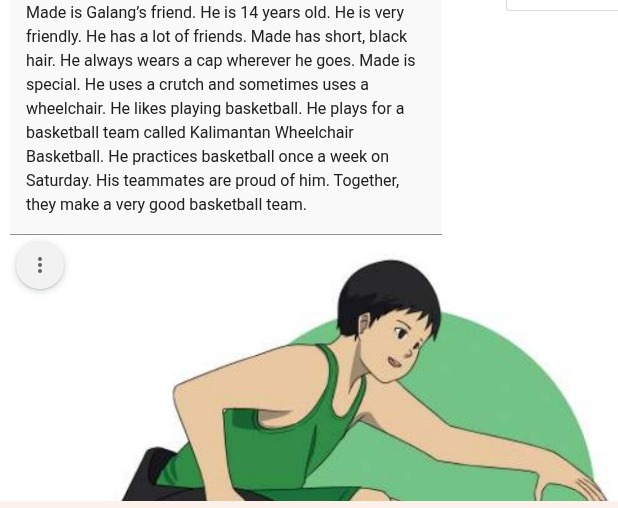 Made is Galang’s friend. He is 14 years old. He is very
friendly. He has a lot of friends. Made has short, black
hair. He always wears a cap wherever he goes. Made is
special. He uses a crutch and sometimes uses a
wheelchair. He likes playing basketball. He plays for a
basketball team called Kalimantan Wheelchair
Basketball. He practices basketball once a week on
Saturday. His teammates are proud of him. Together,
they make a very good basketball team.